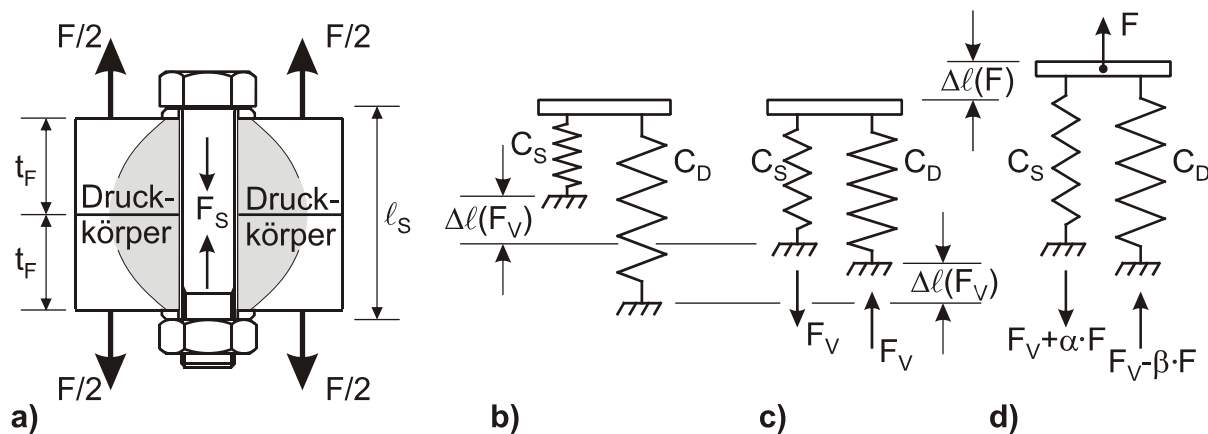 F/2
F/2
t_F
t_F
Druck-
körper
F_S
Druck-
körper
ℓ_S
F/2
F/2
a)
C_S
C_D
Δℓ(F_V)
b)
C_S
C_D
Δℓ(F_V)
F_V
F_V
c)
F
Δℓ(F)
C_S
C_D
F_V+α·F
F_V-β·F
d)